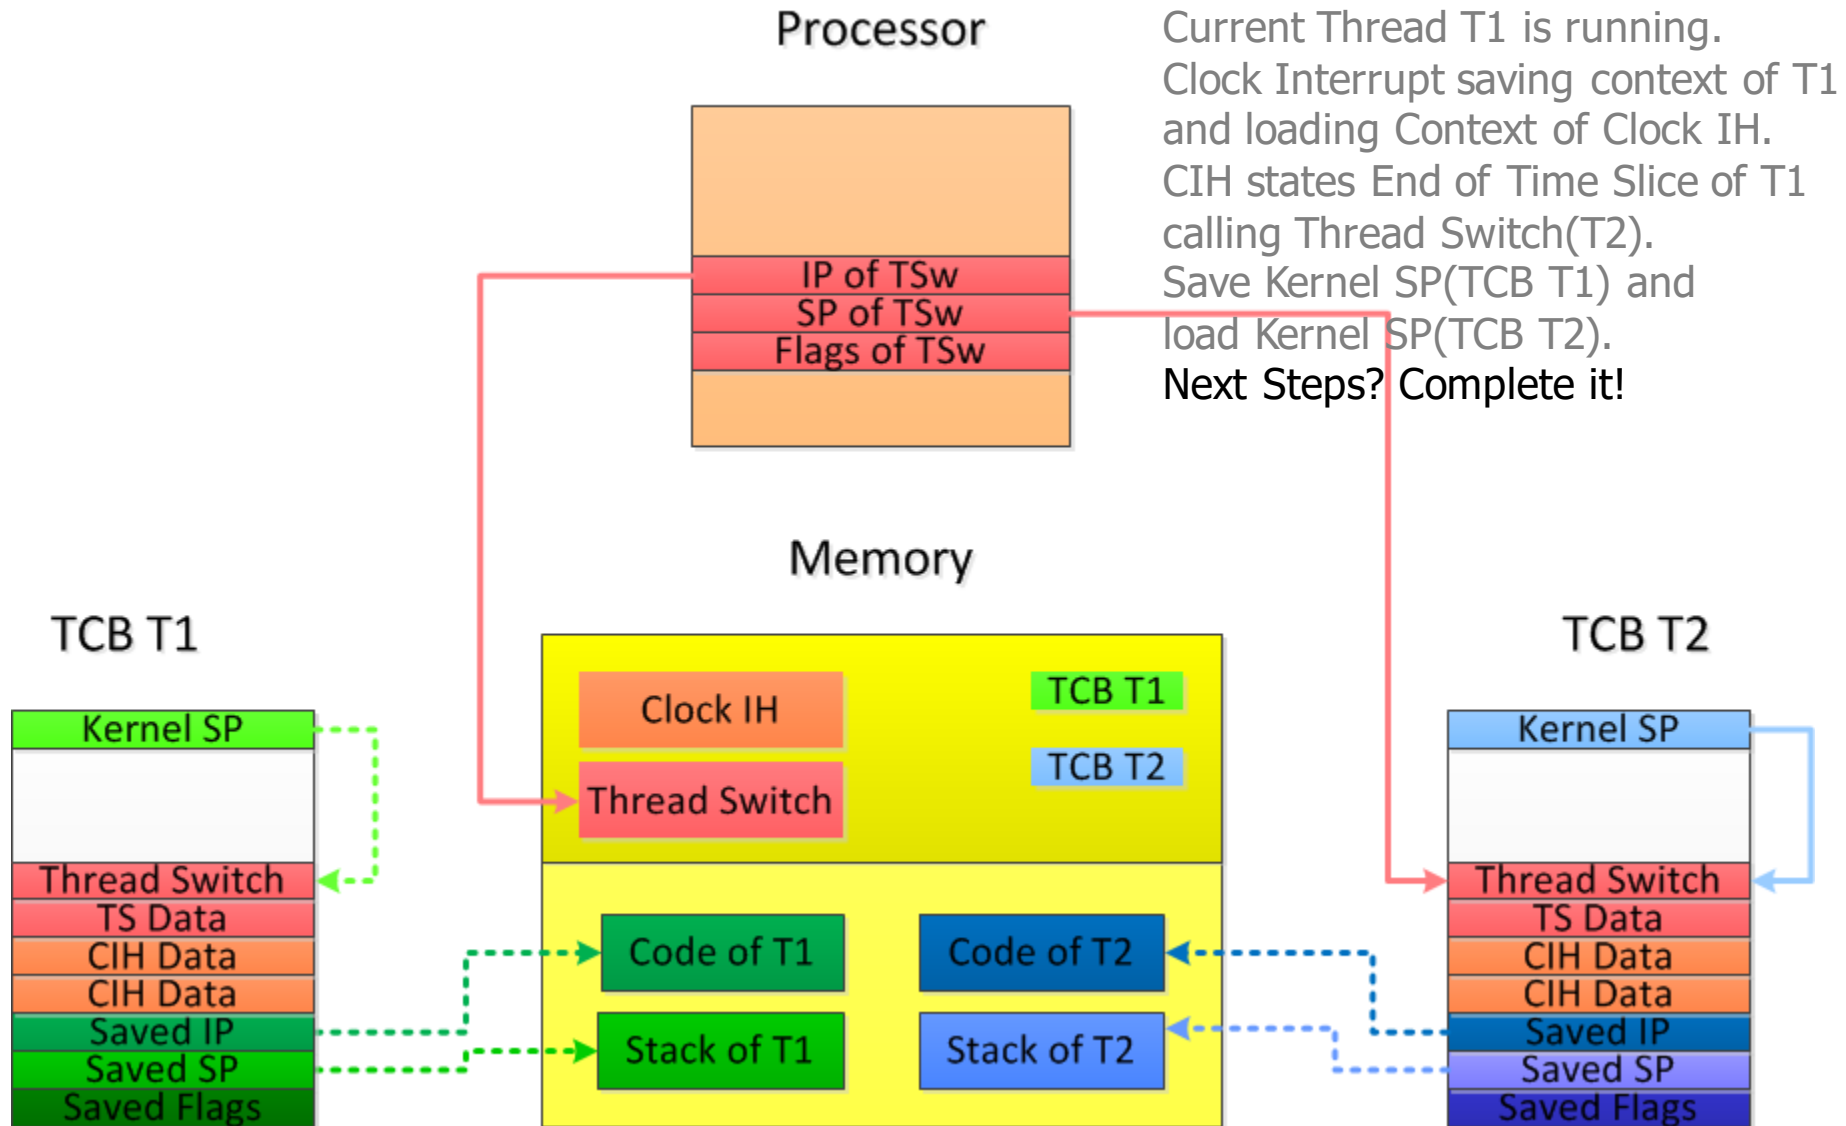 Processor
Current Thread T1 is running.
Clock Interrupt saving context of T1
and loading Context of Clock IH.
CIH states End of Time Slice of T1
calling Thread Switch(T2).
Save Kernel SP(TCB T1) and
load Kernel SP(TCB T2).
Next Steps? Complete it!
IP of TSw
SP of TSw
Flags of TSw
Memory
TCB T1
Kernel SP
Thread Switch
TS Data
CIH Data
CIH Data
Saved IP
Saved SP
Saved Flags
Clock IH
Thread Switch
TCB T1
TCB T2
Code of T1
Code of T2
Stack of T1
Stack of T2
TCB T2
Kernel SP
Thread Switch
TS Data
CIH Data
CIH Data
Saved IP
Saved SP
Saved Flags